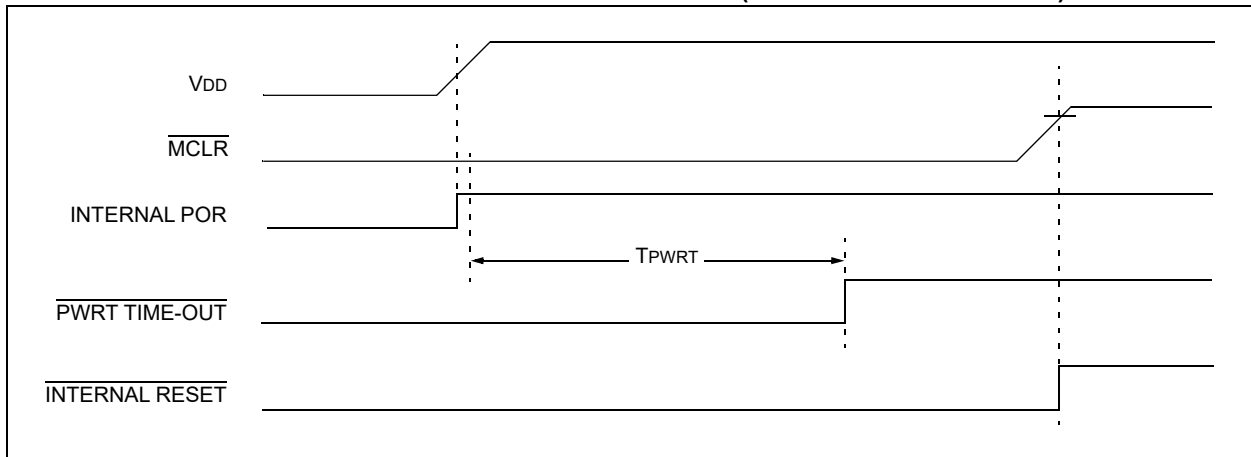 VDD
MCLR
INTERNAL POR
TPWRT
PWRT TIME-OUT
INTERNAL RESET